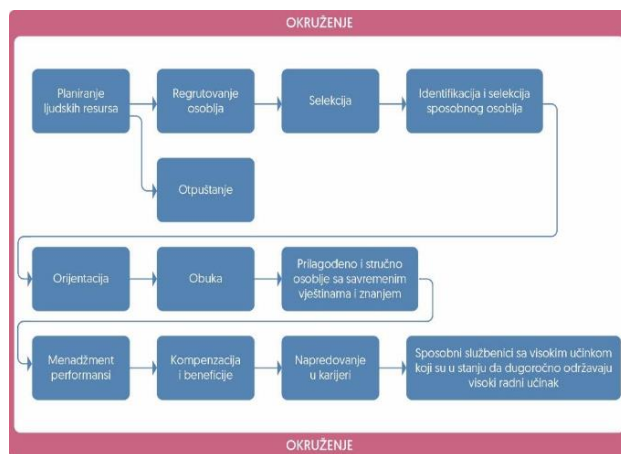 OKRUŽENJE
Planiranje
ljudskih resursa
Regrutovanje
osoblja
Selekcija
Identifikacija i selekcija
sposobnog osoblja
Otpuštanje
Orijentacija
Obuka
Prilagođeno i stručno
osoblje sa savremenim
vještinama i znanjem
Menadžment
performansi
Kompenzacija
i beneficije
Napredovanje
u karijeri
Sposobni službenici sa visokim učinkom
koji su u stanju da dugoročno održavaju
visoki radni učinak
OKRUŽENJE